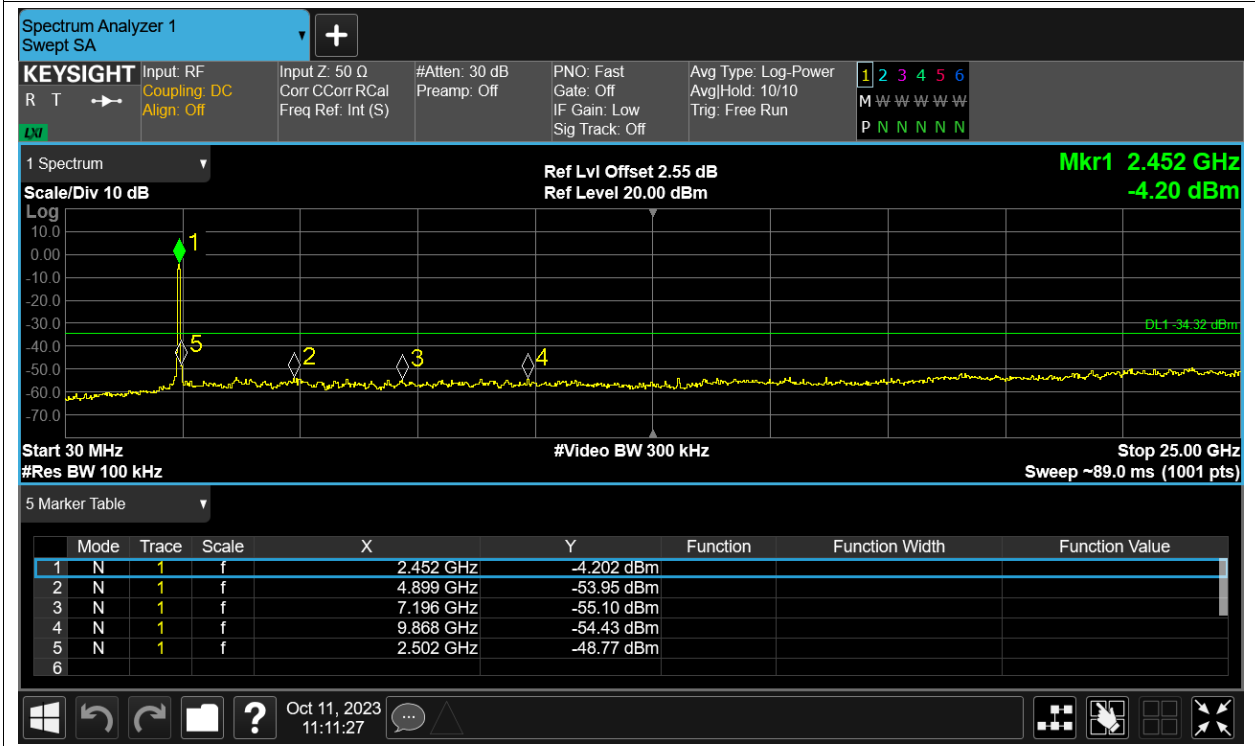 Spectrum Analyzer 1
Swept SA
+
KEYSIGHT
R T
LXI
Input: RF
Coupling: DC
Align: Off
Input Z: 50 Ω
Corr CCorr RCal
Freq Ref: Int (S)
#Atten: 30 dB
Preamp: Off
PNO: Fast
Gate: Off
IF Gain: Low
Sig Track: Off
Avg Type: Log-Power
Avg|Hold: 10/10
Trig: Free Run
1 2 3 4 5 6
M W W W W W
P N N N N N
1 Spectrum
Scale/Div 10 dB
Ref Lvl Offset 2.55 dB
Ref Level 20.00 dBm
Mkr1 2.452 GHz
-4.20 dBm
Log
10.0
0.00
-10.0
-20.0
-30.0
-40.0
-50.0
-60.0
-70.0
1
5
2
3
4
DL1 -34.32 dBm
Start 30 MHz
#Video BW 300 kHz
Stop 25.00 GHz
#Res BW 100 kHz
Sweep ~89.0 ms (1001 pts)
5 Marker Table
Mode Trace Scale X Y Function Function Width Function Value
1 N 1 f 2.452 GHz -4.202 dBm
2 N 1 f 4.899 GHz -53.95 dBm
3 N 1 f 7.196 GHz -55.10 dBm
4 N 1 f 9.868 GHz -54.43 dBm
5 N 1 f 2.502 GHz -48.77 dBm
6
?
Oct 11, 2023
11:11:27